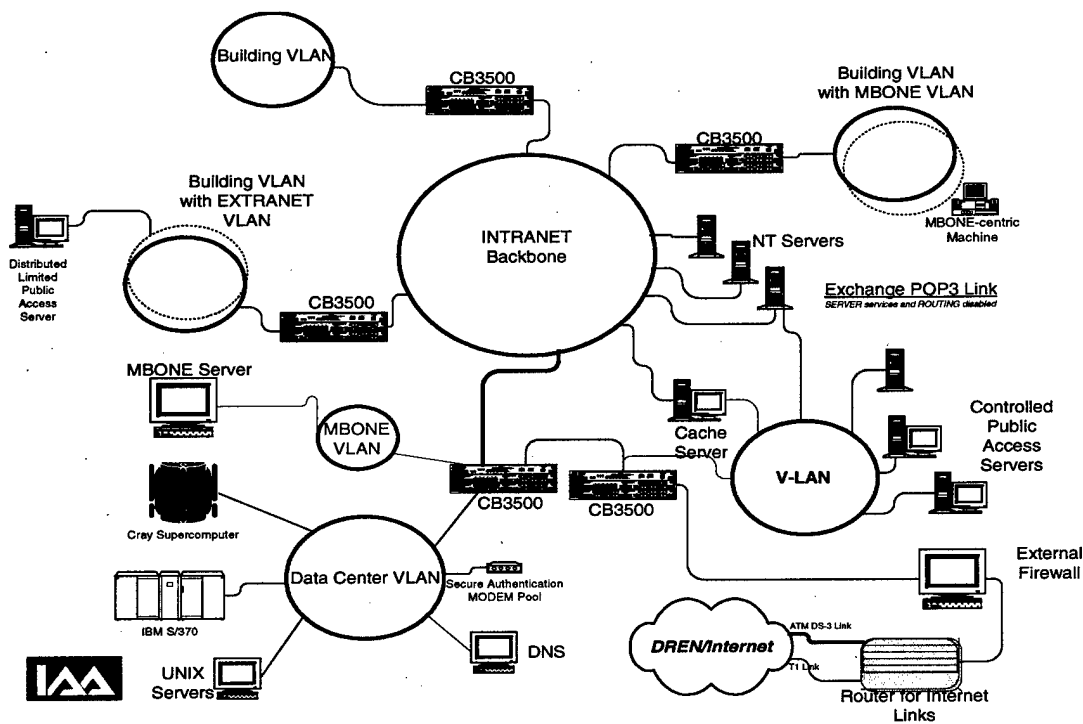 Building VLAN
CB3500
Building VLAN
with MBONE VLAN
CB3500
MBONE-centric
Machine
Building VLAN
with EXTRANET
VLAN
Distributed
Limited
Public
Access
Server
CB3500
INTRANET
Backbone
NT Servers
Exchange POP3 Link
SERVER services and ROUTING disabled
MBONE Server
MBONE
VLAN
Cache
Server
Controlled
Public
Access
Servers
V-LAN
CB3500
CB3500
Cray Supercomputer
Data Center VLAN
Secure Authentication
MODEM Pool
IBM S/370
External
Firewall
DREN/Internet
ATM DS-3 Link
T1 Link
Router for Internet
Links
DNS
UNIX
Servers
IAA